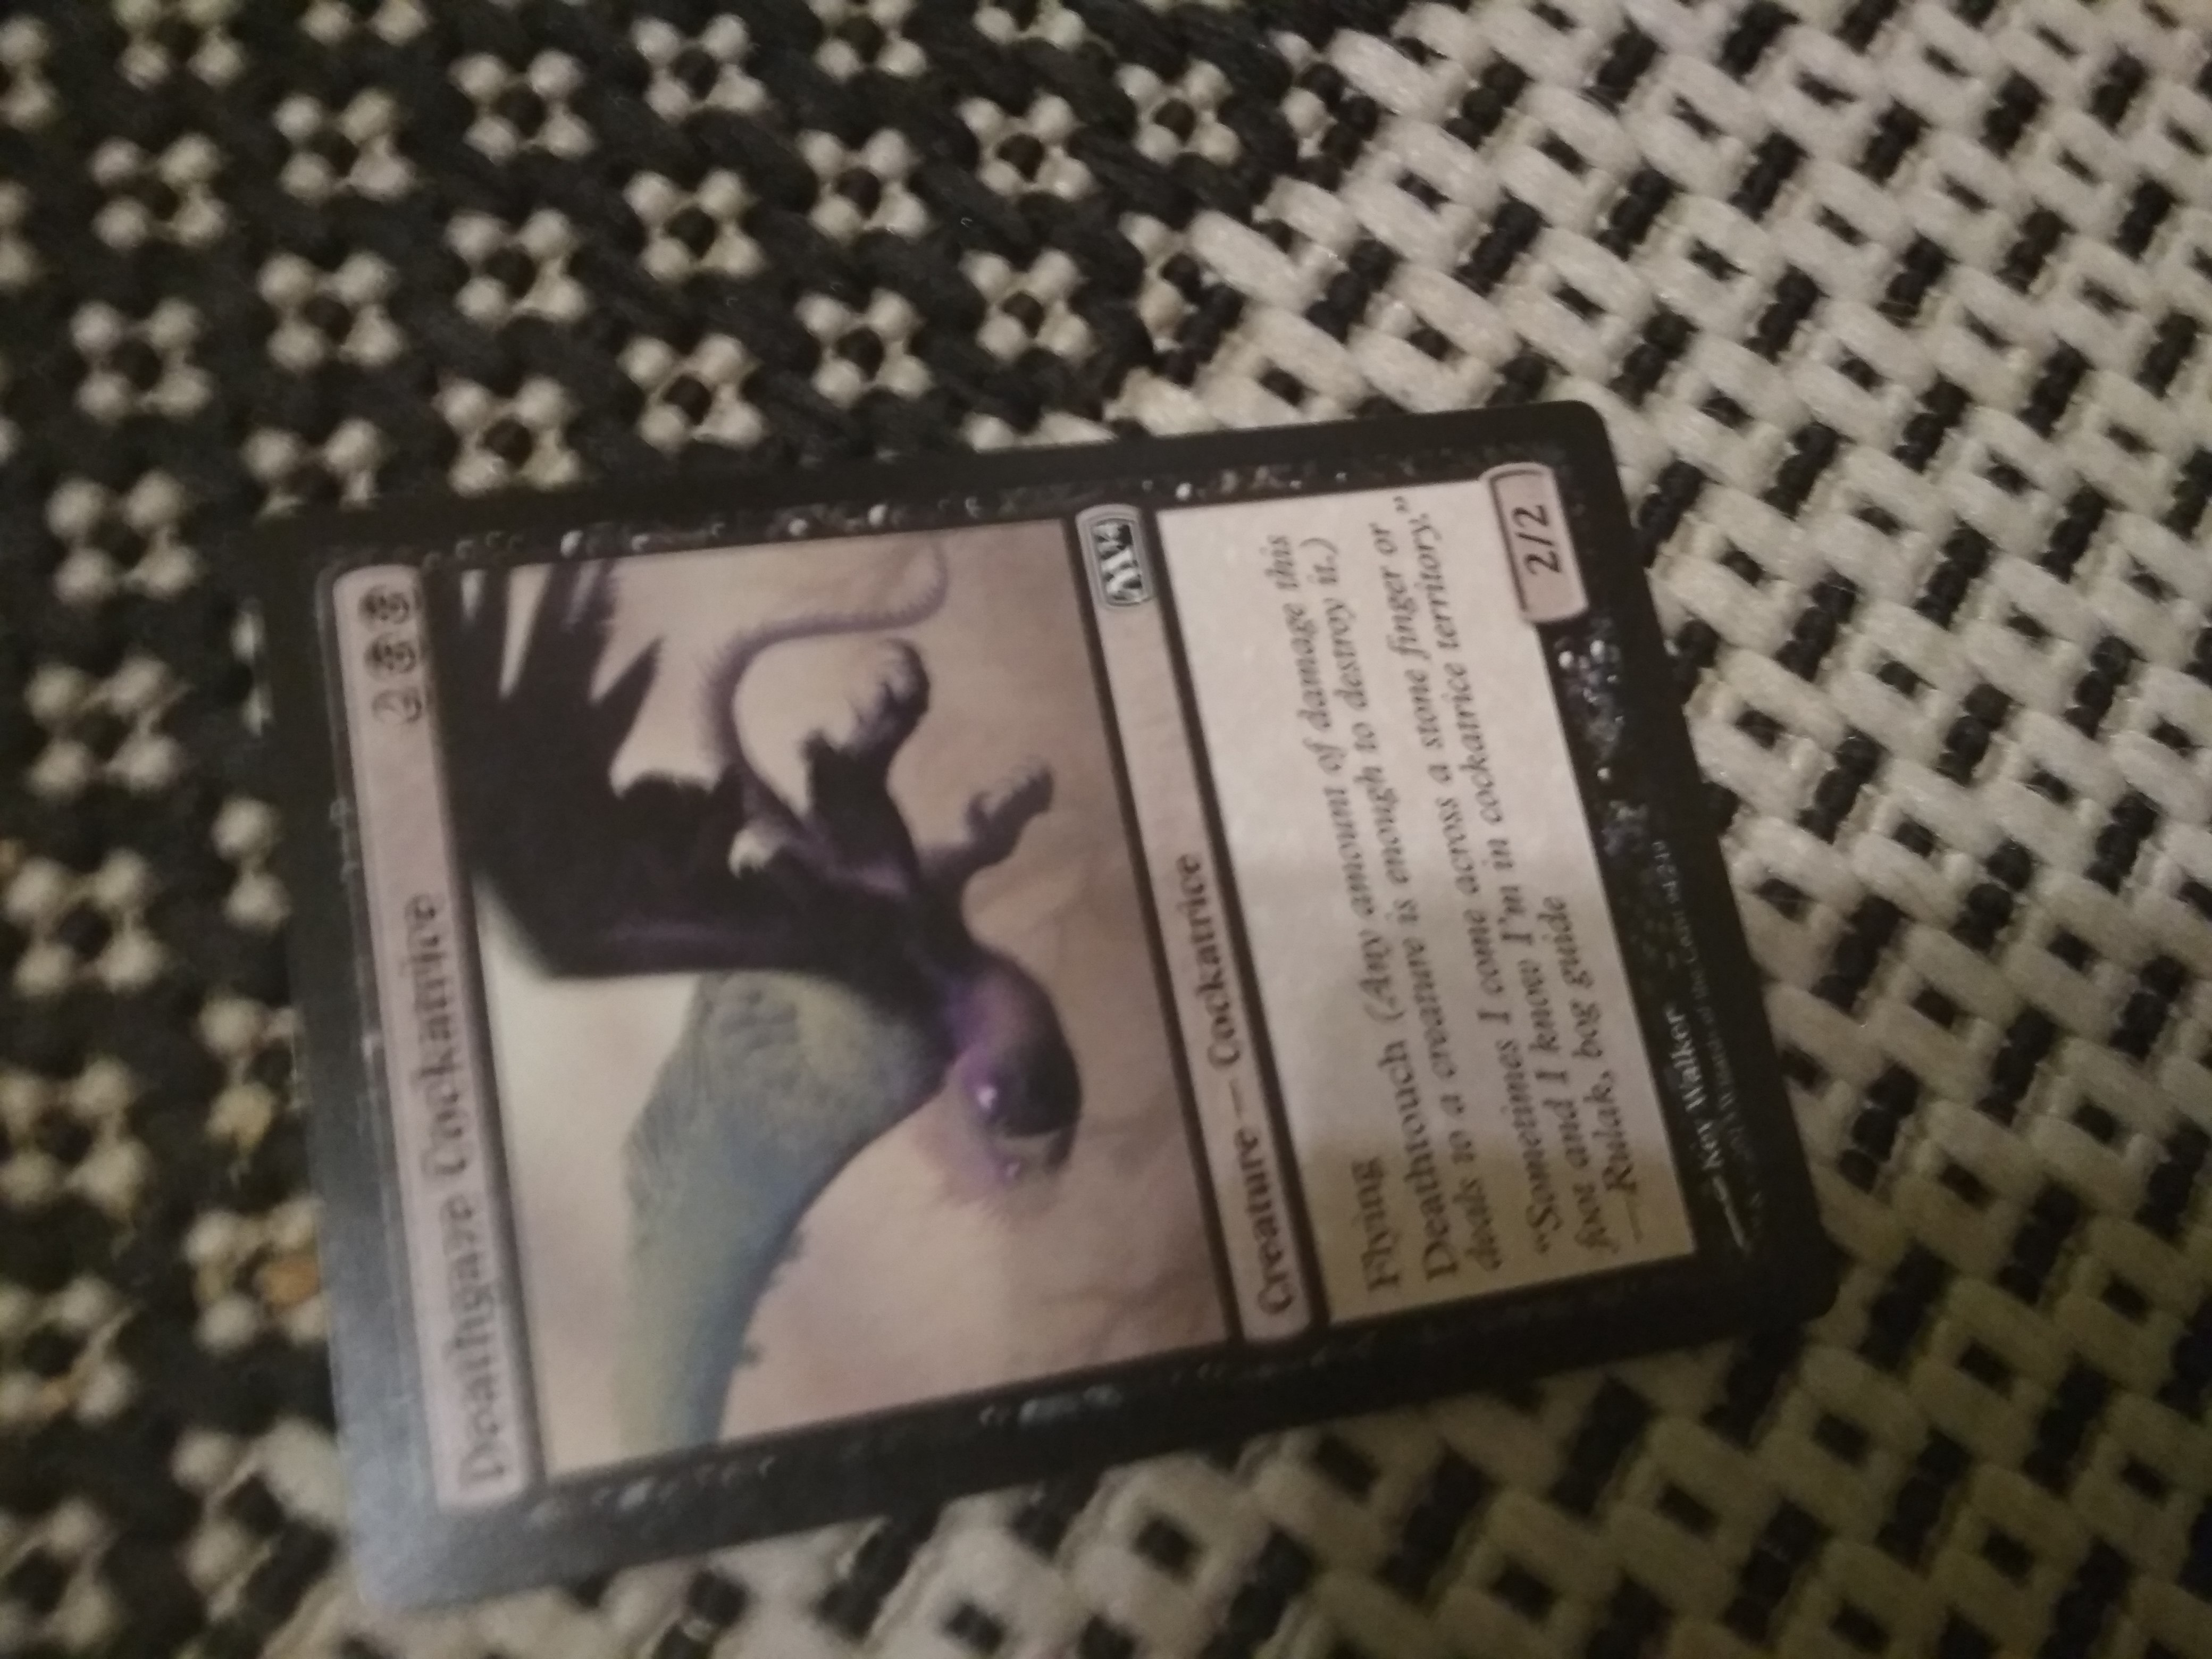 Deathgaze Cockatrice 2
Creature — Cockatrice M14
Flying
Deathtouch (Any amount of damage this
deals to a creature is enough to destroy it.)
“Sometimes I come across a stone finger or
foot and I know I’m in cockatrice territory.”
—Rulak, bog guide
2/2
Kev Walker